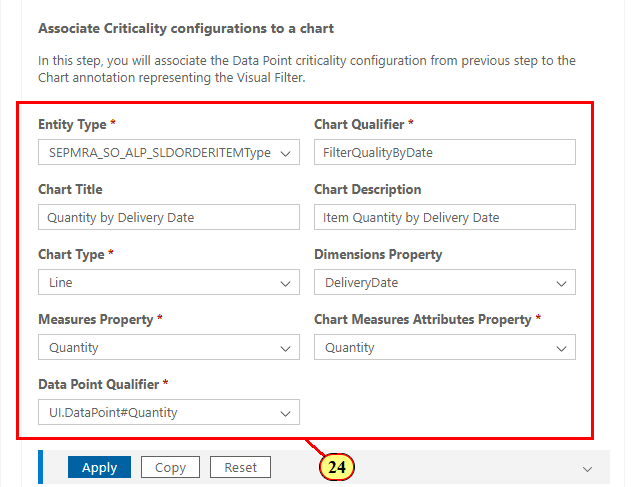 Associate Criticality configurations to a chart
In this step, you will associate the Data Point criticality configuration from previous step to the
Chart annotation representing the Visual Filter.
Entity Type * Chart Qualifier *
SEPMRA_SO_ALP_SLDORDERITEMType FilterQualityByDate
Chart Title Chart Description
Quantity by Delivery Date Item Quantity by Delivery Date
Chart Type * Dimensions Property
Line DeliveryDate
Measures Property * Chart Measures Attributes Property *
Quantity Quantity
Data Point Qualifier *
UI.DataPoint#Quantity
24
Apply Copy Reset